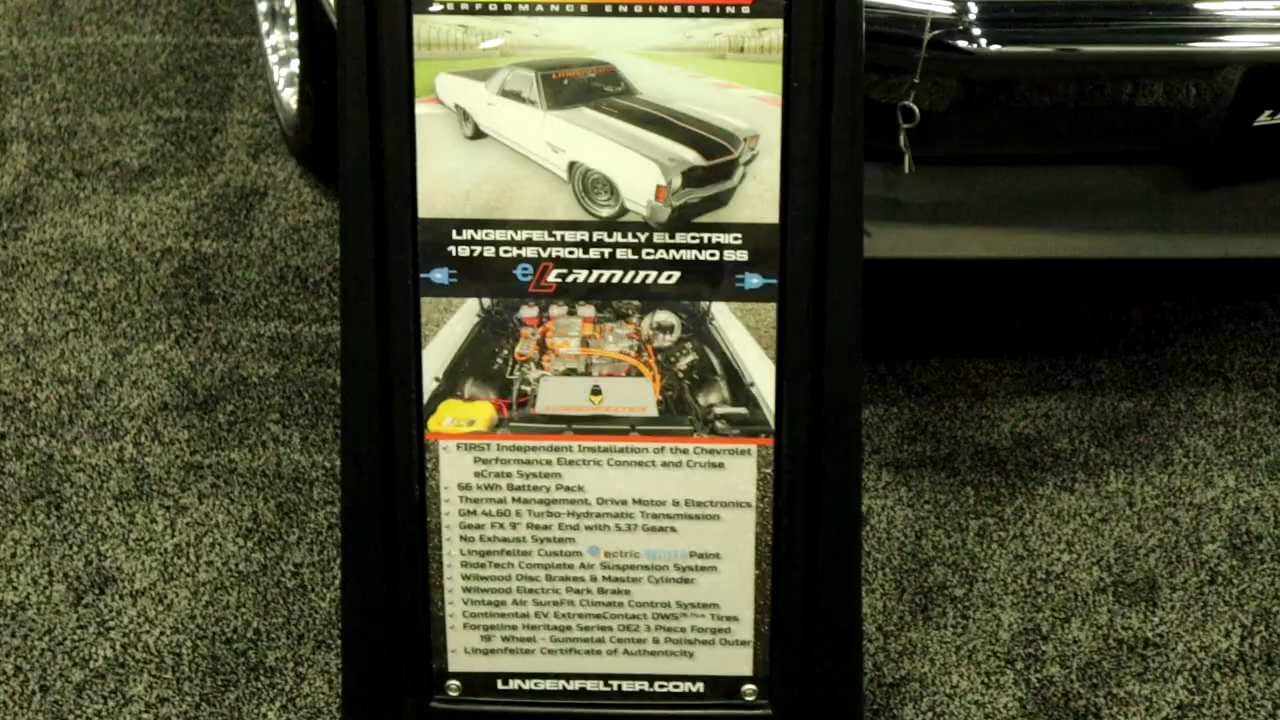 PERFORMANCE ENGINEERING
LINGENFELTER
LINGENFELTER FULLY ELECTRIC
1972 CHEVROLET EL CAMINO SS
eLCAMINO
LINGENFELTER
FIRST Independent Installation of the Chevrolet
Performance Electric Connect and Cruise
eCrate System
66 kWh Battery Pack
Thermal Management, Drive Motor & Electronics
GM 4L60 E Turbo-Hydramatic Transmission
Gear FX 9" Rear End with 5.37 Gears
No Exhaust System
Lingenfelter Custom electric Paint
RideTech Complete Air Suspension System
Wilwood Disc Brakes & Master Cylinder
Wilwood Electric Park Brake
Vintage Air SureFit Climate Control System
Continental EV ExtremeContact DWS Tires
Forgeline Heritage Series OE2 3 Piece Forged
19" Wheel - Gunmetal Center & Polished Outer
Lingenfelter Certificate of Authenticity
LINGENFELTER.COM